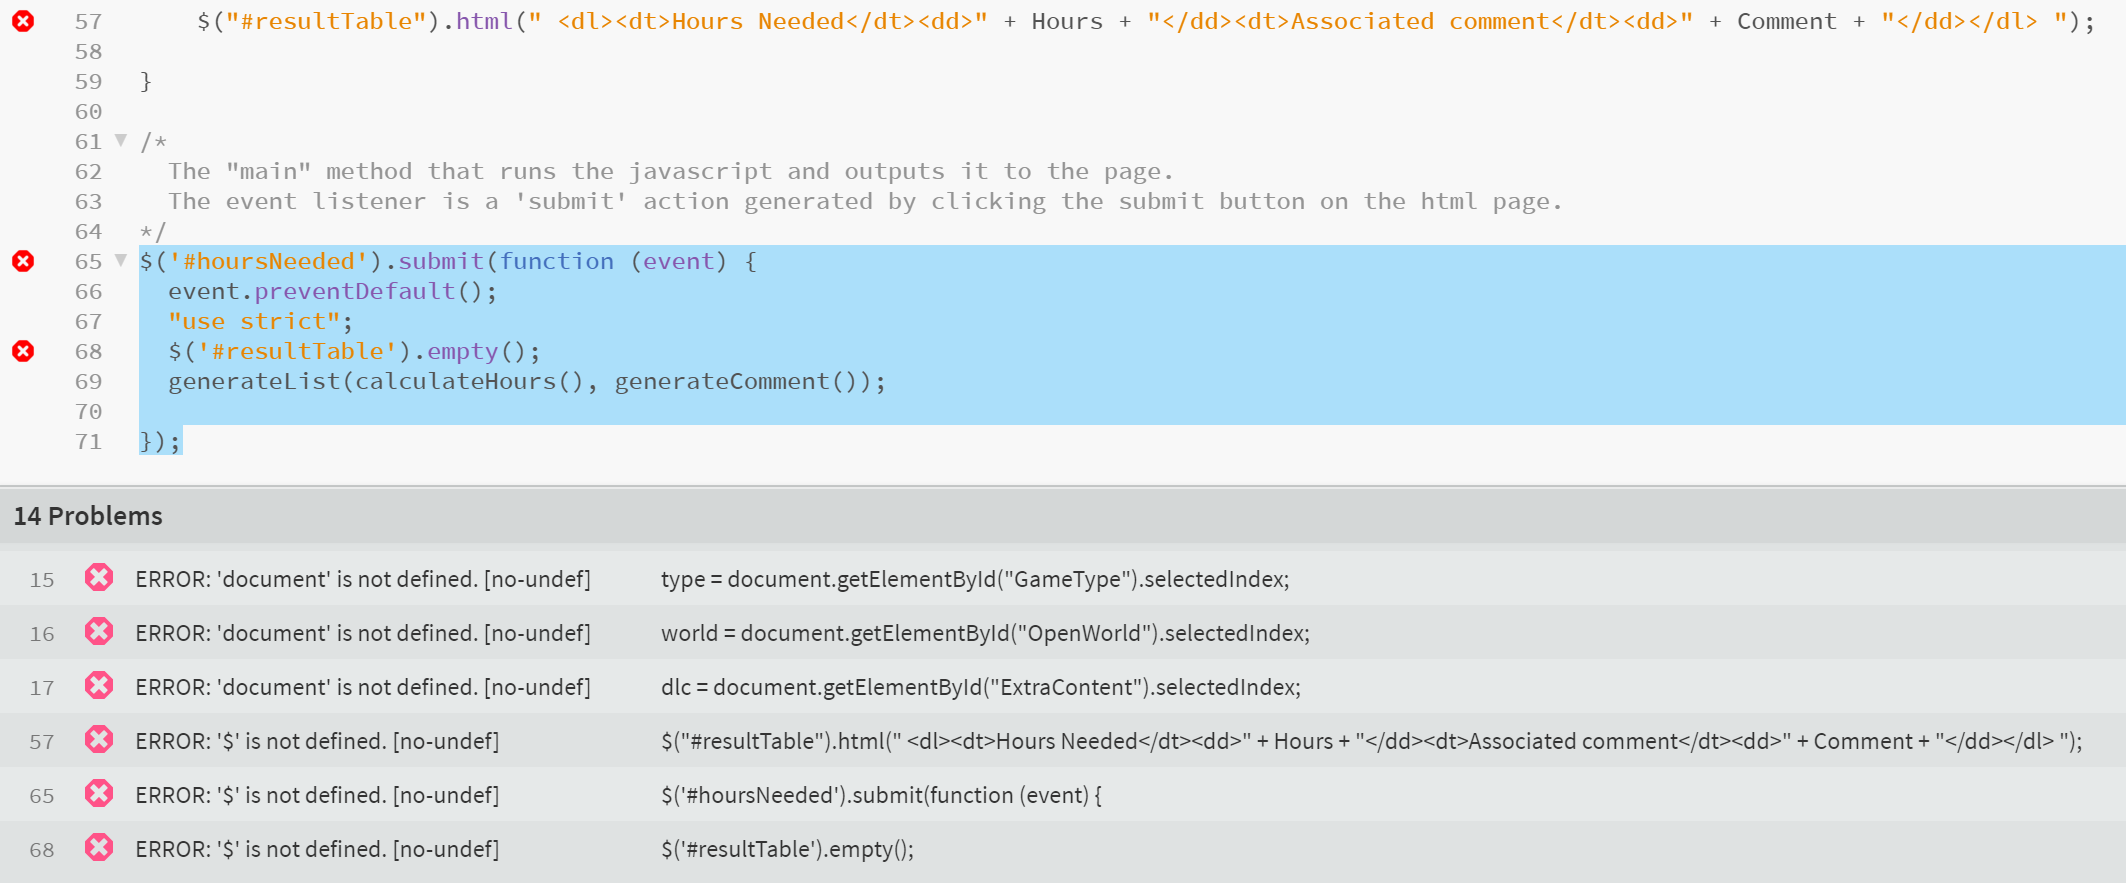 57 $("#resultTable").html(" <dl><dt>Hours Needed</dt><dd>" + Hours + "</dd><dt>Associated comment</dt><dd>" + Comment + "</dd></dl> ");
58
59 }
60
61 /*
62 The "main" method that runs the javascript and outputs it to the page.
63 The event listener is a 'submit' action generated by clicking the submit button on the html page.
64 */
65 $('#hoursNeeded').submit(function (event) {
66 event.preventDefault();
67 "use strict";
68 $('#resultTable').empty();
69 generateList(calculateHours(), generateComment());
70
71 });
14 Problems
15 ERROR: 'document' is not defined. [no-undef] type = document.getElementById("GameType").selectedIndex;
16 ERROR: 'document' is not defined. [no-undef] world = document.getElementById("OpenWorld").selectedIndex;
17 ERROR: 'document' is not defined. [no-undef] dlc = document.getElementById("ExtraContent").selectedIndex;
57 ERROR: '$' is not defined. [no-undef] $("#resultTable").html(" <dl><dt>Hours Needed</dt><dd>" + Hours + "</dd><dt>Associated comment</dt><dd>" + Comment + "</dd></dl> ");
65 ERROR: '$' is not defined. [no-undef] $('#hoursNeeded').submit(function (event) {
68 ERROR: '$' is not defined. [no-undef] $('#resultTable').empty();